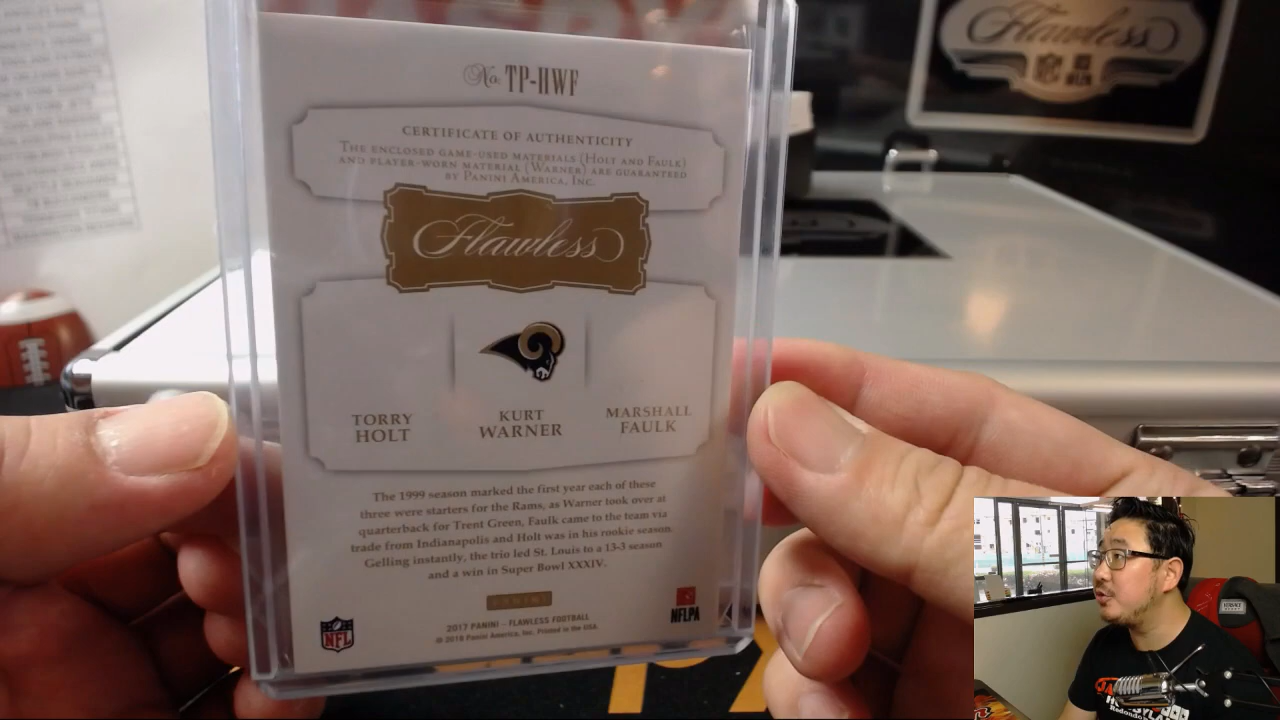 No. TP-HWF
CERTIFICATE OF AUTHENTICITY
THE ENCLOSED GAME-USED MATERIALS (HOLT AND FAULK)
AND PLAYER-WORN MATERIAL (WARNER) ARE GUARANTEED
BY PANINI AMERICA, INC.
Flawless
TORRY
HOLT
KURT
WARNER
MARSHALL
FAULK
The 1999 season marked the first year each of these
three were starters for the Rams, as Warner took over at
quarterback for Trent Green, Faulk came to the team via
trade from Indianapolis and Holt was in his rookie season.
Gelling instantly, the trio led St. Louis to a 13-3 season
and a win in Super Bowl XXXIV.
PANINI
2017 PANINI - FLAWLESS FOOTBALL
© 2018 Panini America, Inc. Printed in the USA.
NFL
NFLPA
Flawless